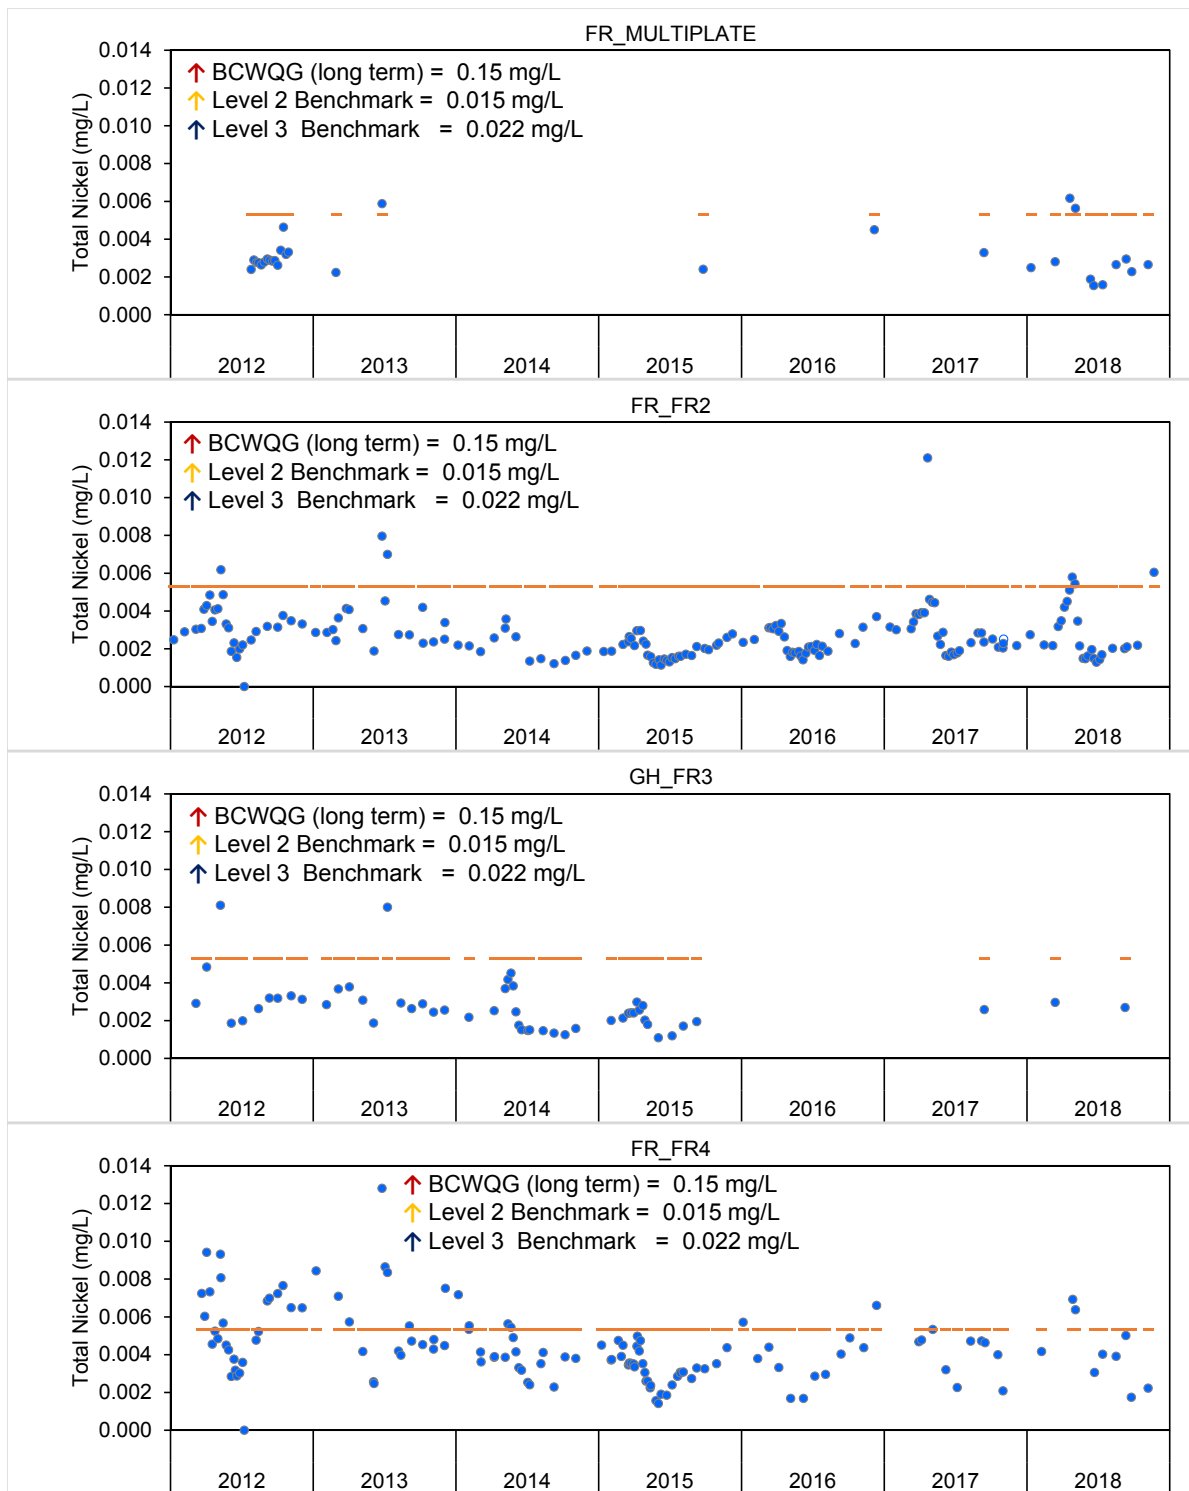 FR_MULTIPLATE
Total Nickel (mg/L)
0.014
0.012
0.010
0.008
0.006
0.004
0.002
0.000
↑ BCWQG (long term) = 0.15 mg/L
↑ Level 2 Benchmark = 0.015 mg/L
↑ Level 3 Benchmark = 0.022 mg/L
2012 2013 2014 2015 2016 2017 2018
FR_FR2
Total Nickel (mg/L)
0.014
0.012
0.010
0.008
0.006
0.004
0.002
0.000
↑ BCWQG (long term) = 0.15 mg/L
↑ Level 2 Benchmark = 0.015 mg/L
↑ Level 3 Benchmark = 0.022 mg/L
2012 2013 2014 2015 2016 2017 2018
GH_FR3
Total Nickel (mg/L)
0.014
0.012
0.010
0.008
0.006
0.004
0.002
0.000
↑ BCWQG (long term) = 0.15 mg/L
↑ Level 2 Benchmark = 0.015 mg/L
↑ Level 3 Benchmark = 0.022 mg/L
2012 2013 2014 2015 2016 2017 2018
FR_FR4
Total Nickel (mg/L)
0.014
0.012
0.010
0.008
0.006
0.004
0.002
0.000
↑ BCWQG (long term) = 0.15 mg/L
↑ Level 2 Benchmark = 0.015 mg/L
↑ Level 3 Benchmark = 0.022 mg/L
2012 2013 2014 2015 2016 2017 2018